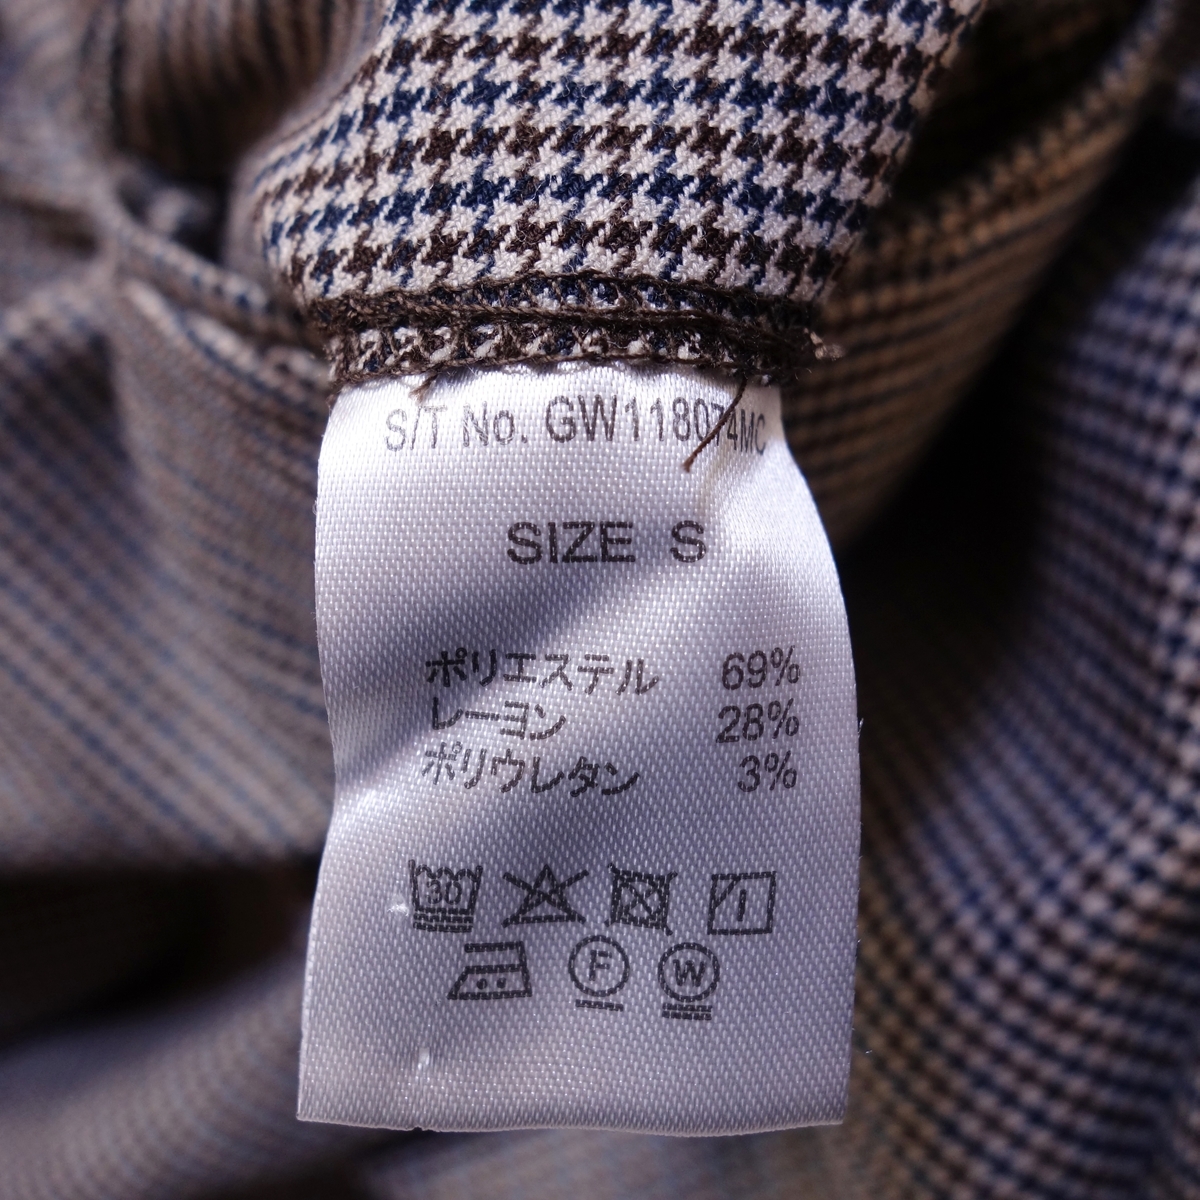 S/T No. GW118074MC
SIZE S
ポリエステル 69%
レーヨン 28%
ポリウレタン 3%
30
F W